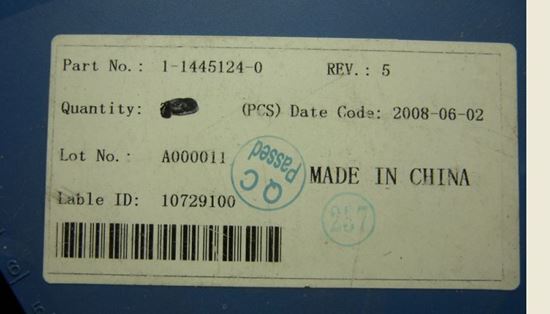 Part No.: 1-1445124-0 REV.: 5
Quantity: (PCS) Date Code: 2008-06-02
Lot No.: A000011
QC passed
MADE IN CHINA
Lable ID: 10729100
287